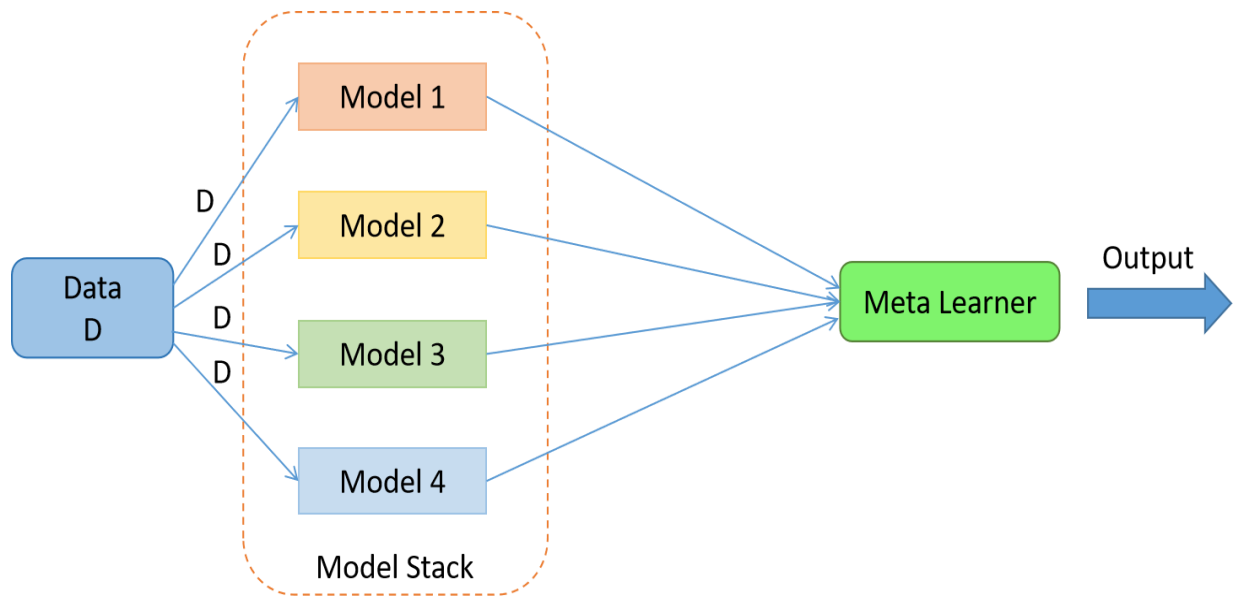 Data
D
D
D
D
D
Model 1
Model 2
Model 3
Model 4
Model Stack
Meta Learner
Output